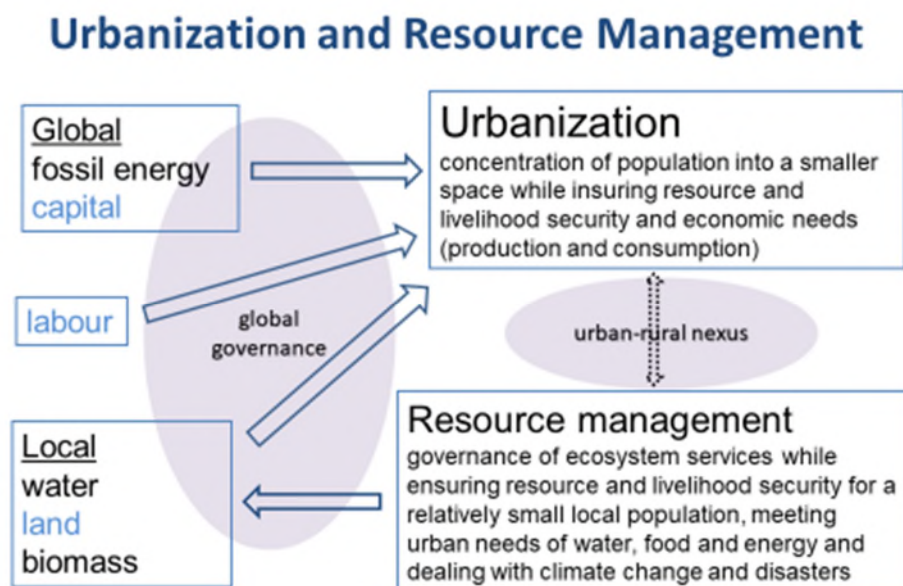 Urbanization and Resource Management
Global
fossil energy
capital
labour
Local
water
land
biomass
global
governance
Urbanization
concentration of population into a smaller
space while insuring resource and
livelihood security and economic needs
(production and consumption)
urban-rural nexus
Resource management
governance of ecosystem services while
ensuring resource and livelihood security for a
relatively small local population, meeting
urban needs of water, food and energy and
dealing with climate change and disasters